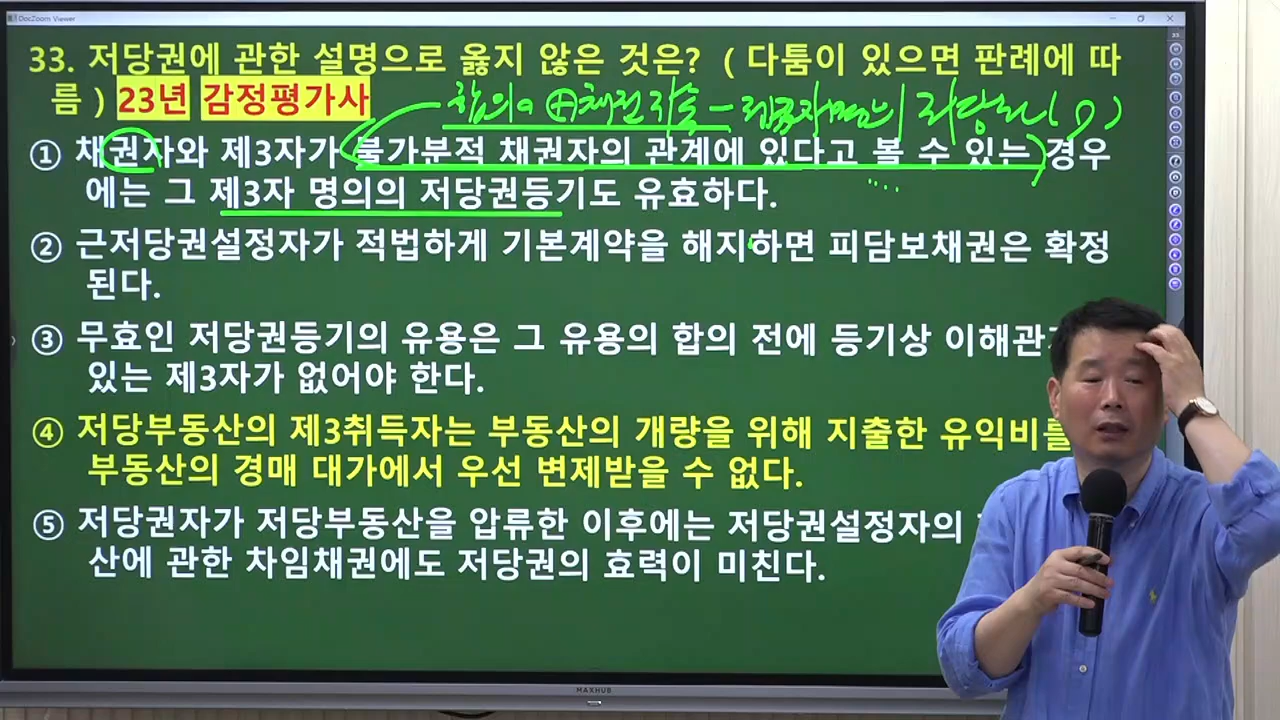 DocZoom Viewer
33. 저당권에 관한 설명으로 옳지 않은 것은? ( 다툼이 있으면 판례에 따
름 ) 23년 감정평가사
합의 ⊕ 채권
① 채권자와 제3자가 불가분적 채권자의 관계에 있다고 볼 수 있는 경우
에는 그 제3자 명의의 저당권등기도 유효하다.
② 근저당권설정자가 적법하게 기본계약을 해지하면 피담보채권은 확정
된다.
③ 무효인 저당권등기의 유용은 그 유용의 합의 전에 등기상 이해관
있는 제3자가 없어야 한다.
④ 저당부동산의 제3취득자는 부동산의 개량을 위해 지출한 유익비를
부동산의 경매 대가에서 우선 변제받을 수 없다.
⑤ 저당권자가 저당부동산을 압류한 이후에는 저당권설정자의
산에 관한 차임채권에도 저당권의 효력이 미친다.
MAXHUB